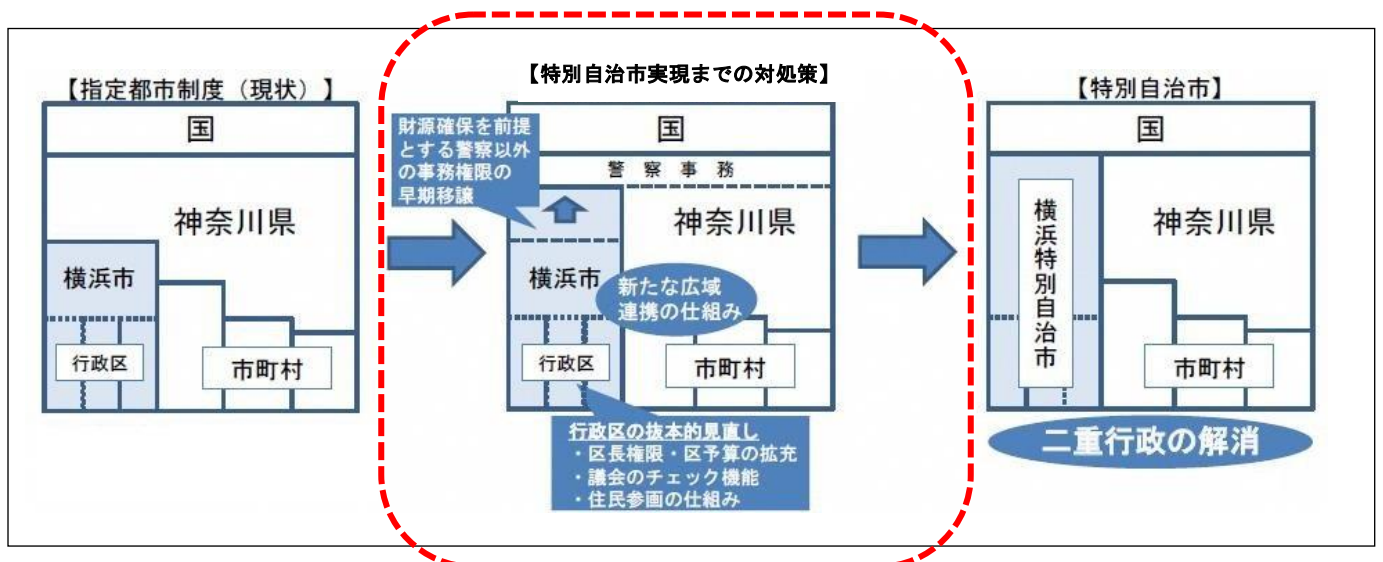 【指定都市制度（現状）】
国
神奈川県
横浜市
行政区
市町村
【特別自治市実現までの対処策】
財源確保を前提
とする警察以外
の事務権限の
早期移譲
国
警察事務
神奈川県
横浜市
新たな広域
連携の仕組み
行政区
市町村
行政区の抜本的見直し
・区長権限・区予算の拡充
・議会のチェック機能
・住民参画の仕組み
【特別自治市】
国
横浜特別自治市
神奈川県
市町村
二重行政の解消